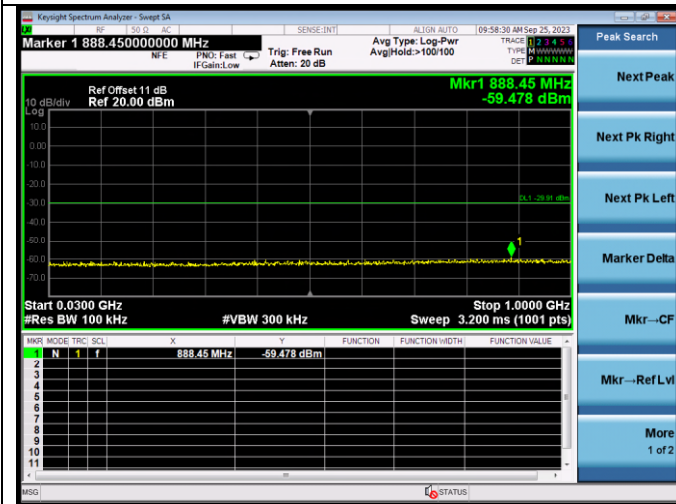 Keysight Spectrum Analyzer - Swept SA
RF 50 Ω AC SENSE:INT ALIGN AUTO 09:58:30 AM Sep 25, 2023
Marker 1 888.450000000 MHz
NFE
PNO: Fast
IFGain:Low
Trig: Free Run
Atten: 20 dB
Avg Type: Log-Pwr
Avg|Hold:>100/100
TRACE 1 2 3 4 5 6
TYPE M WWWWW
DET P N N N N N
Peak Search
Next Peak
Next Pk Right
Next Pk Left
Marker Delta
Mkr→CF
Mkr→Ref Lvl
More
1 of 2
Mkr1 888.45 MHz
-59.478 dBm
Ref Offset 11 dB
10 dB/div Ref 20.00 dBm
Log
10.0
0.00
-10.0
-20.0
-30.0
DL1 -29.91 dBm
-40.0
-50.0
1
-60.0
-70.0
Start 0.0300 GHz Stop 1.0000 GHz
#Res BW 100 kHz #VBW 300 kHz Sweep 3.200 ms (1001 pts)
MKR MODE TRC SCL X Y FUNCTION FUNCTION WIDTH FUNCTION VALUE
1 N 1 f 888.45 MHz -59.478 dBm
2
3
4
5
6
7
8
9
10
11
MSG STATUS